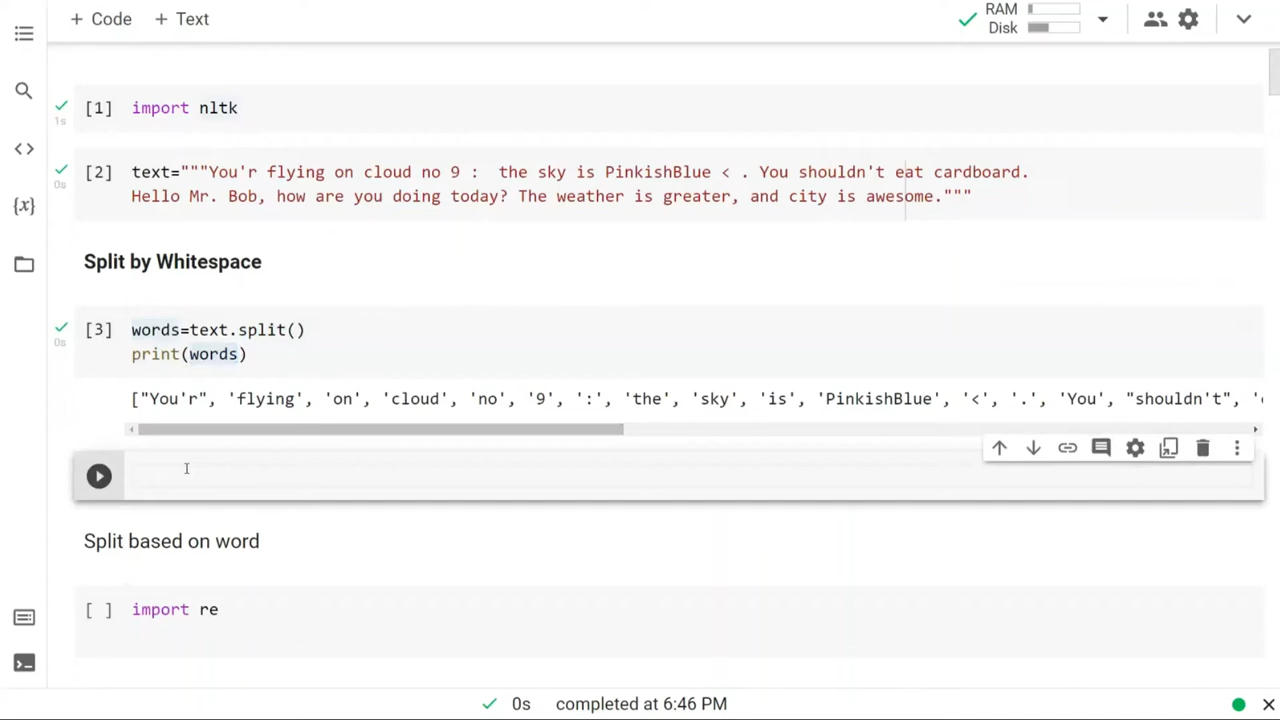 + Code + Text
RAM
Disk
[1] import nltk
1s
[2] text="""You'r flying on cloud no 9 :  the sky is PinkishBlue < . You shouldn't eat cardboard.
0s
Hello Mr. Bob, how are you doing today? The weather is greater, and city is awesome."""
Split by Whitespace
[3] words=text.split()
0s
print(words)
["You'r", 'flying', 'on', 'cloud', 'no', '9', ':', 'the', 'sky', 'is', 'PinkishBlue', '<', '.', 'You', "shouldn't", '
Split based on word
[ ] import re
0s completed at 6:46 PM